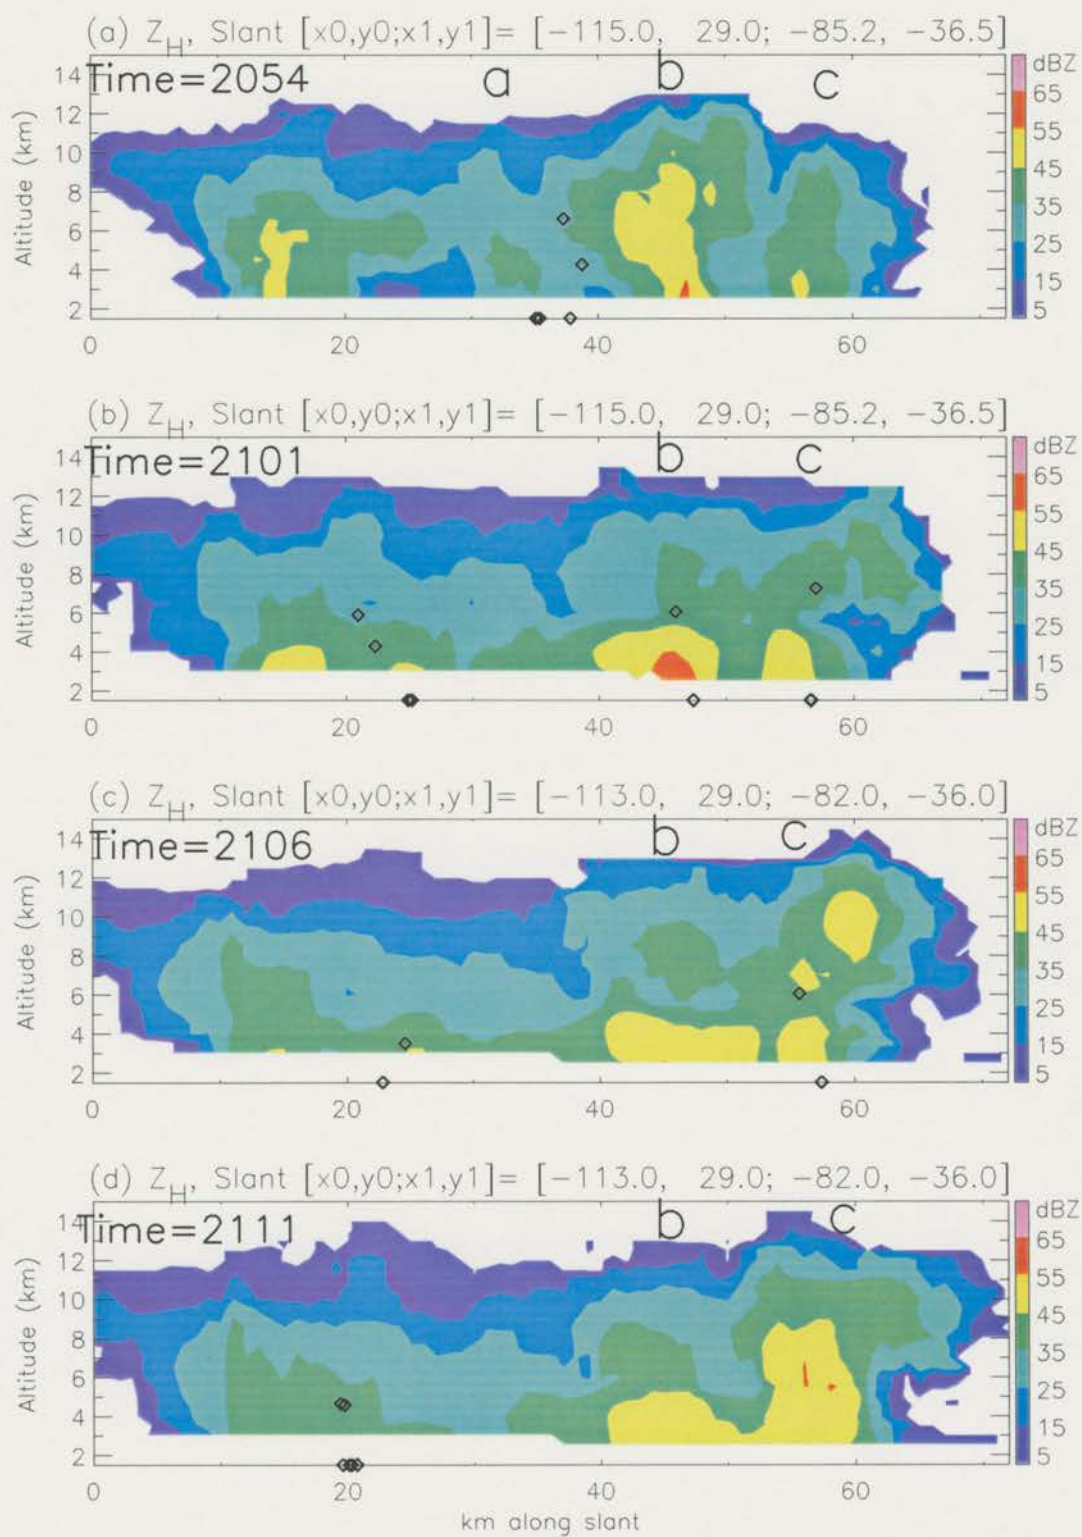 (a) Z_H, Slant [x0,y0;x1,y1]= [−115.0, 29.0; −85.2, −36.5]
Time=2054
a
b
c
dBZ
65
55
45
35
25
15
5
Altitude (km)
14
12
10
8
6
4
2
0
20
40
60
(b) Z_H, Slant [x0,y0;x1,y1]= [−115.0, 29.0; −85.2, −36.5]
Time=2101
b
c
dBZ
65
55
45
35
25
15
5
Altitude (km)
14
12
10
8
6
4
2
0
20
40
60
(c) Z_H, Slant [x0,y0;x1,y1]= [−113.0, 29.0; −82.0, −36.0]
Time=2106
b
c
dBZ
65
55
45
35
25
15
5
Altitude (km)
14
12
10
8
6
4
2
0
20
40
60
(d) Z_H, Slant [x0,y0;x1,y1]= [−113.0, 29.0; −82.0, −36.0]
Time=2111
b
c
dBZ
65
55
45
35
25
15
5
Altitude (km)
14
12
10
8
6
4
2
0
20
40
60
km along slant